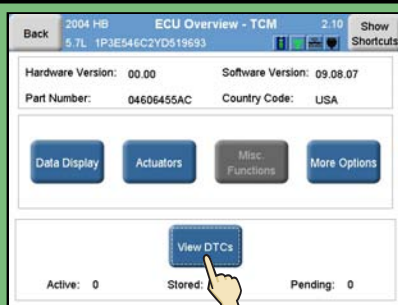 Back
2004 HB ECU Overview - TCM 2.10
5.7L 1P3E546C2YD519693
Show Shortcuts
Hardware Version: 00.00 Software Version: 09.08.07
Part Number: 04606455AC Country Code: USA
Data Display
Actuators
Misc. Functions
More Options
View DTCs
Active: 0 Stored: Pending: 0